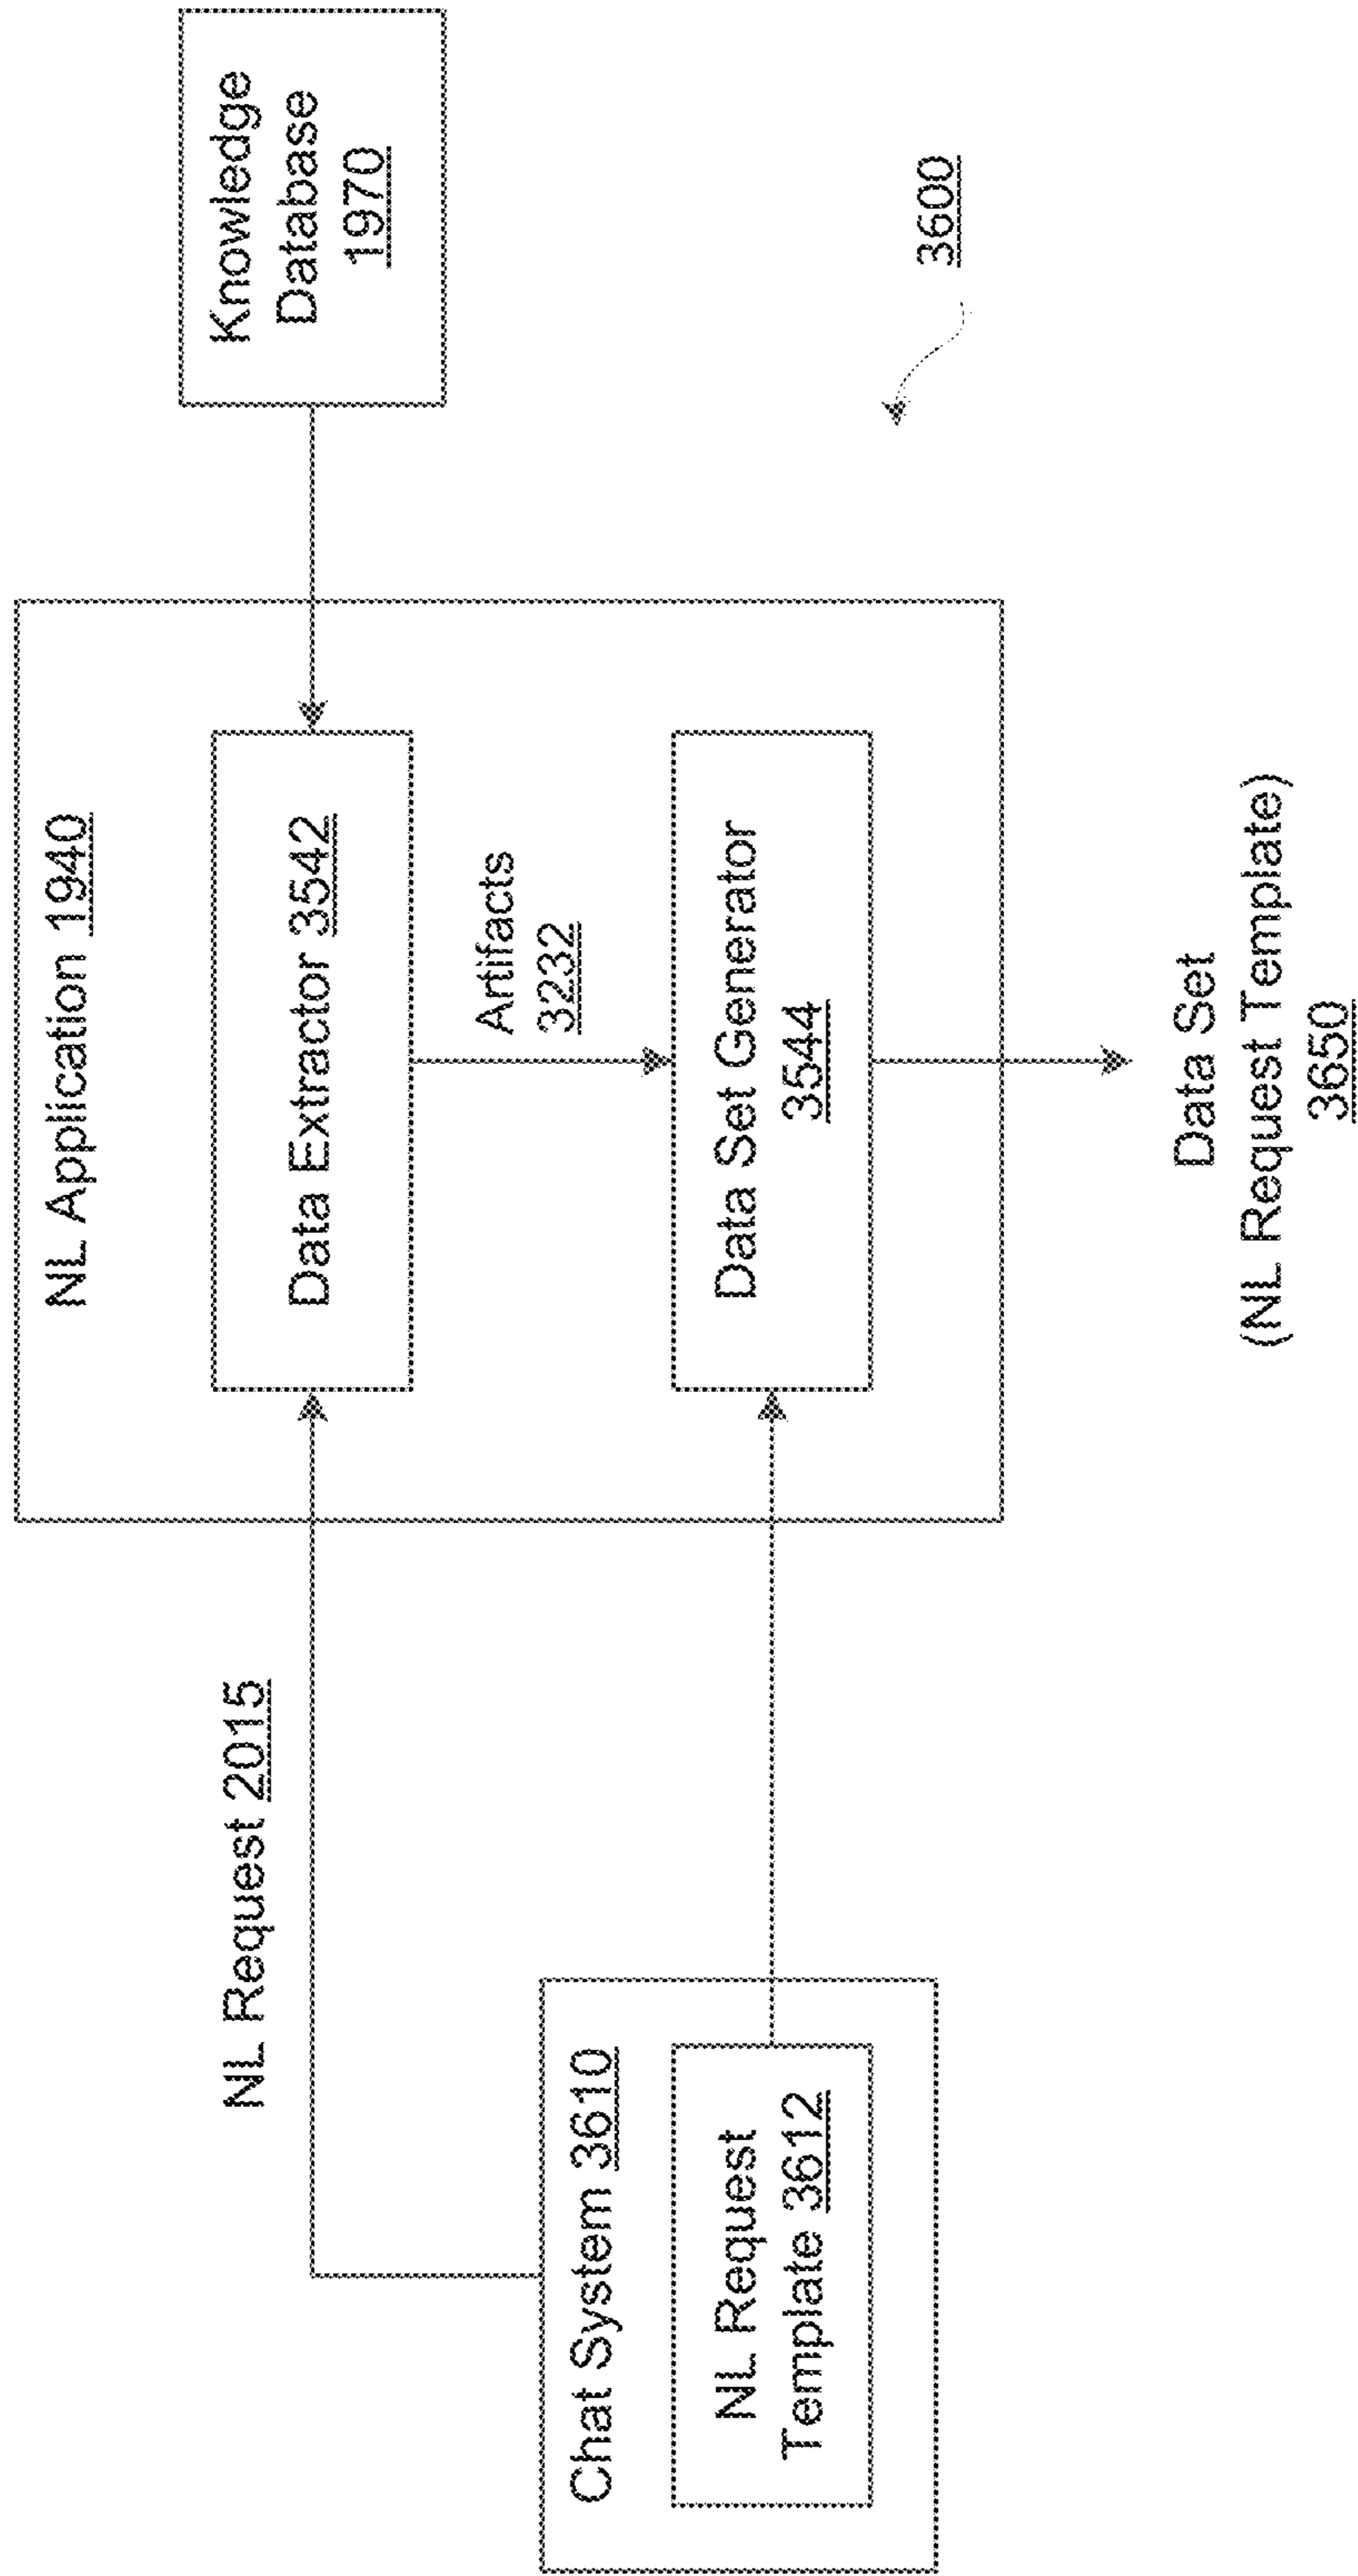 NL Request 2015
Chat System 3610
NL Request
Template 3612
NL Application 1940
Data Extractor 3542
Artifacts
3232
Data Set Generator
3544
Knowledge
Database
1970
3600
Data Set
(NL Request Template)
3650